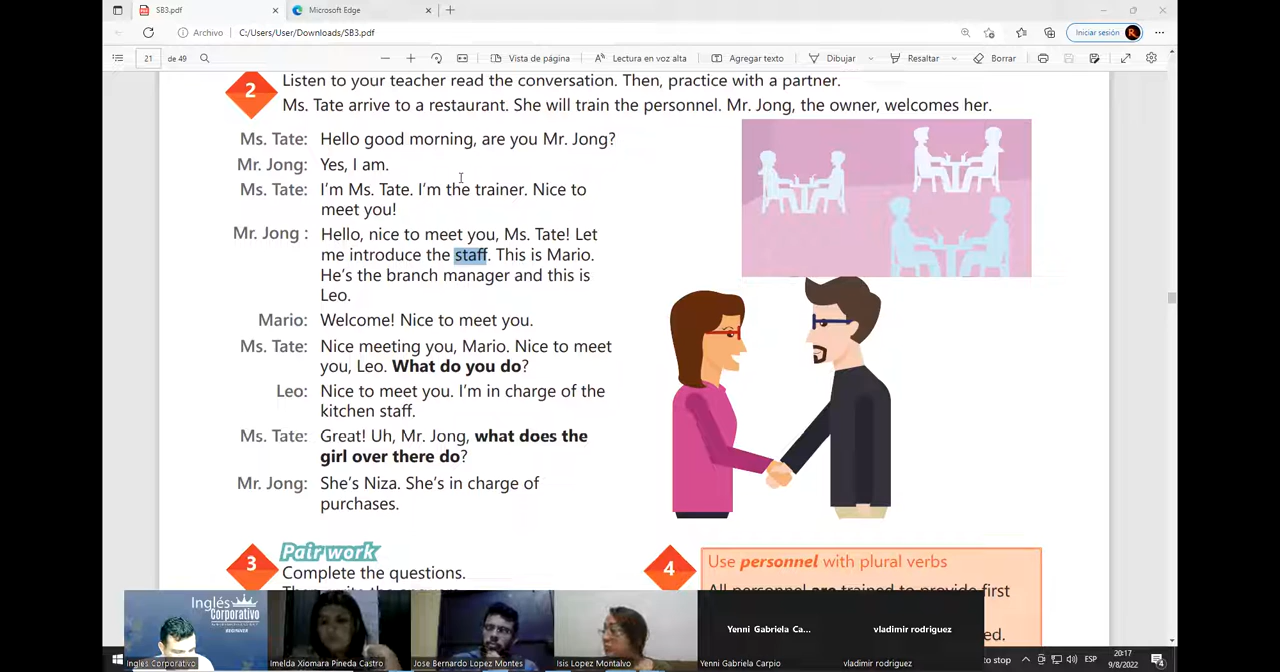 SB3.pdf
Microsoft Edge
Archivo
C:/Users/User/Downloads/SB3.pdf
Iniciar sesión
R
21
de 49
Vista de página
Lectura en voz alta
Agregar texto
Dibujar
Resaltar
Borrar
2
Listen to your teacher read the conversation. Then, practice with a partner.
Ms. Tate arrive to a restaurant. She will train the personnel. Mr. Jong, the owner, welcomes her.
Ms. Tate: Hello good morning, are you Mr. Jong?
Mr. Jong: Yes, I am.
Ms. Tate: I'm Ms. Tate. I'm the trainer. Nice to
meet you!
Mr. Jong : Hello, nice to meet you, Ms. Tate! Let
me introduce the staff. This is Mario.
He's the branch manager and this is
Leo.
Mario: Welcome! Nice to meet you.
Ms. Tate: Nice meeting you, Mario. Nice to meet
you, Leo. What do you do?
Leo: Nice to meet you. I'm in charge of the
kitchen staff.
Ms. Tate: Great! Uh, Mr. Jong, what does the
girl over there do?
Mr. Jong: She's Niza. She's in charge of
purchases.
3
Pair work
Complete the questions.
4
Use personnel with plural verbs
All personnel are trained to provide first
Inglés
Corporativo
BEGINNER
Inglés Corporativo
Imelda Xiomara Pineda Castro
Jose Bernardo Lopez Montes
Isis Lopez Montalvo
Yenni Gabriela Ca...
Yenni Gabriela Carpio
vladimir rodriguez
vladimir rodriguez
to stop
ESP
20:17
9/8/2022